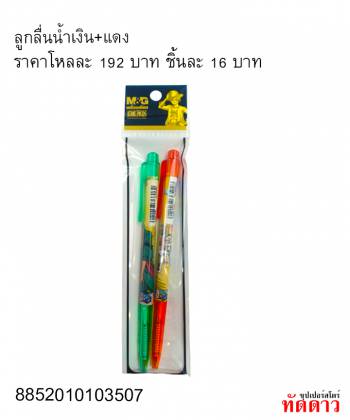 ลูกลื่นน้ำเงิน+แดง
ราคาโหลละ 192 บาท ชิ้นละ 16 บาท
M&G
ONE PIECE
8852010103507
ซุปเปอร์สโตร์
ทัดดาว